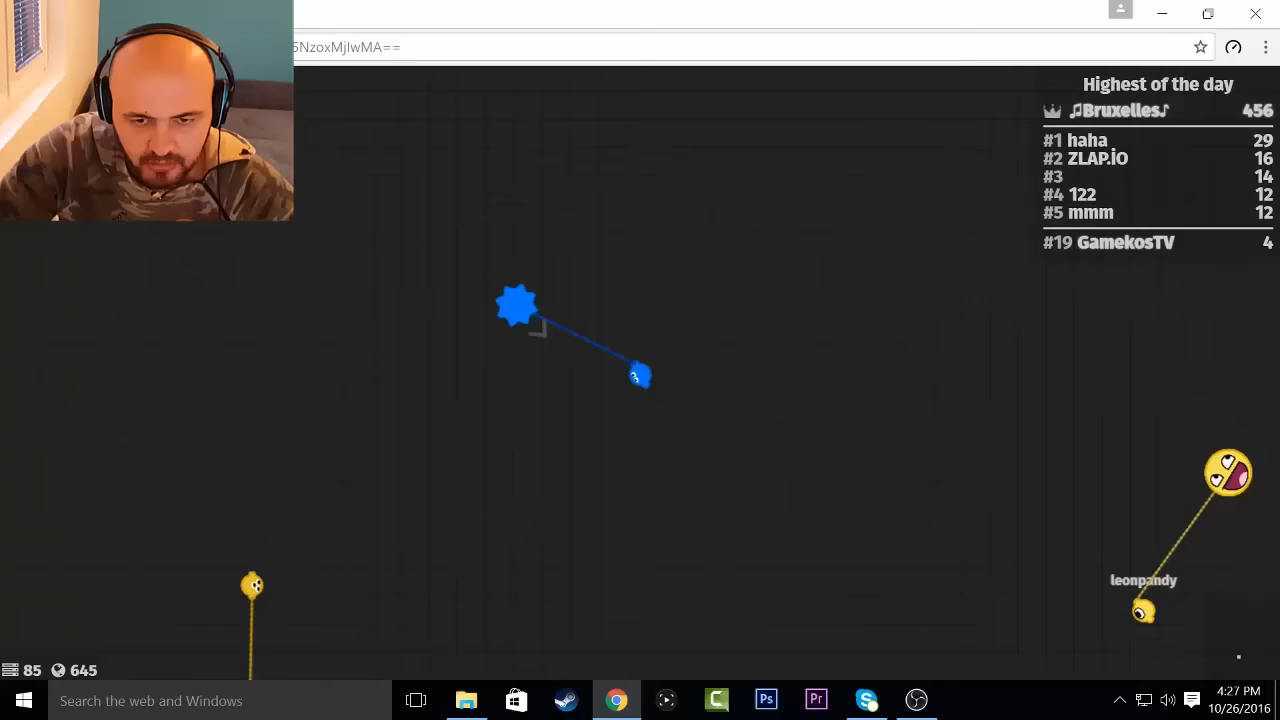 5NzoxMjIwMA==
Highest of the day
♫Bruxelles♪ 456
#1 haha 29
#2 ZLAP.iO 16
#3 14
#4 122 12
#5 mmm 12
#19 GamekosTV 4
leonpandy
85 645
Search the web and Windows
4:27 PM
10/26/2016